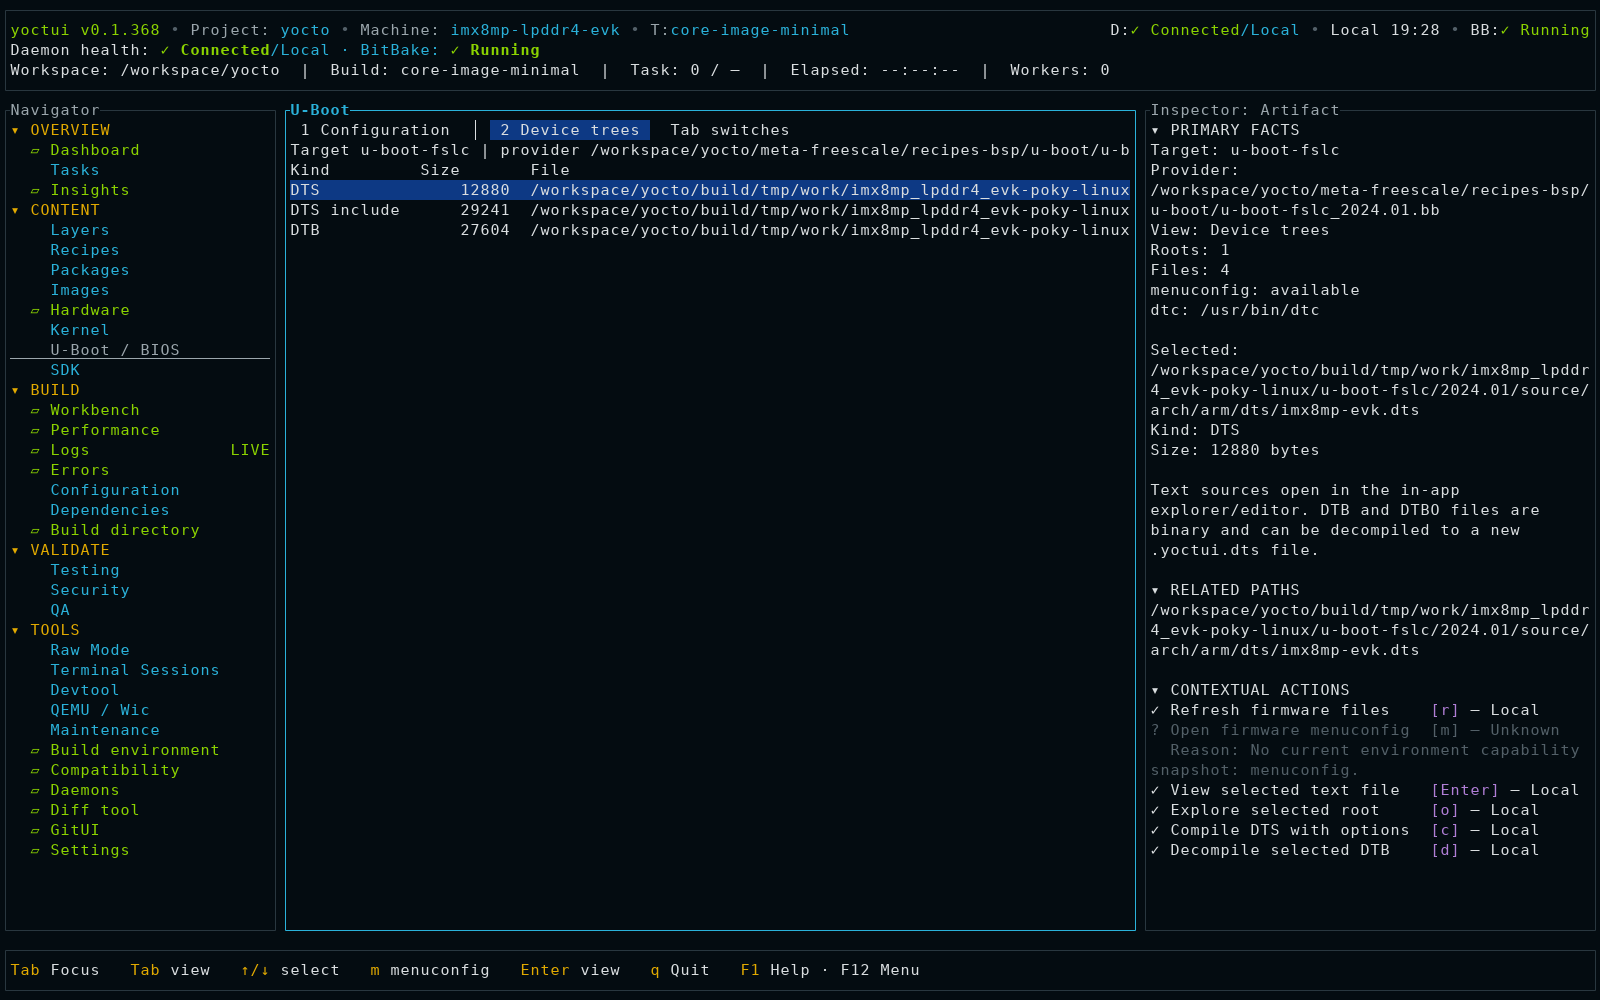 yoctui v0.1.368 • Project: yocto • Machine: imx8mp-lpddr4-evk • T:core-image-minimal D:✓ Connected/Local • Local 19:28 • BB:✓ Running
Daemon health: ✓ Connected/Local · BitBake: ✓ Running
Workspace: /workspace/yocto | Build: core-image-minimal | Task: 0 / — | Elapsed: --:--:-- | Workers: 0
Navigator
▾ OVERVIEW
▱ Dashboard
Tasks
▱ Insights
▾ CONTENT
Layers
Recipes
Packages
Images
▱ Hardware
Kernel
U-Boot / BIOS
SDK
▾ BUILD
▱ Workbench
▱ Performance
▱ Logs LIVE
▱ Errors
Configuration
Dependencies
▱ Build directory
▾ VALIDATE
Testing
Security
QA
▾ TOOLS
Raw Mode
Terminal Sessions
Devtool
QEMU / Wic
Maintenance
▱ Build environment
▱ Compatibility
▱ Daemons
▱ Diff tool
▱ GitUI
▱ Settings
U-Boot
1 Configuration │ 2 Device trees Tab switches
Target u-boot-fslc | provider /workspace/yocto/meta-freescale/recipes-bsp/u-boot/u-b
Kind Size File
DTS 12880 /workspace/yocto/build/tmp/work/imx8mp_lpddr4_evk-poky-linux
DTS include 29241 /workspace/yocto/build/tmp/work/imx8mp_lpddr4_evk-poky-linux
DTB 27604 /workspace/yocto/build/tmp/work/imx8mp_lpddr4_evk-poky-linux
Inspector: Artifact
▾ PRIMARY FACTS
Target: u-boot-fslc
Provider:
/workspace/yocto/meta-freescale/recipes-bsp/
u-boot/u-boot-fslc_2024.01.bb
View: Device trees
Roots: 1
Files: 4
menuconfig: available
dtc: /usr/bin/dtc
Selected:
/workspace/yocto/build/tmp/work/imx8mp_lpddr
4_evk-poky-linux/u-boot-fslc/2024.01/source/
arch/arm/dts/imx8mp-evk.dts
Kind: DTS
Size: 12880 bytes
Text sources open in the in-app
explorer/editor. DTB and DTBO files are
binary and can be decompiled to a new
.yoctui.dts file.
▾ RELATED PATHS
/workspace/yocto/build/tmp/work/imx8mp_lpddr
4_evk-poky-linux/u-boot-fslc/2024.01/source/
arch/arm/dts/imx8mp-evk.dts
▾ CONTEXTUAL ACTIONS
✓ Refresh firmware files [r] — Local
? Open firmware menuconfig [m] — Unknown
Reason: No current environment capability
snapshot: menuconfig.
✓ View selected text file [Enter] — Local
✓ Explore selected root [o] — Local
✓ Compile DTS with options [c] — Local
✓ Decompile selected DTB [d] — Local
Tab Focus Tab view ↑/↓ select m menuconfig Enter view q Quit F1 Help · F12 Menu